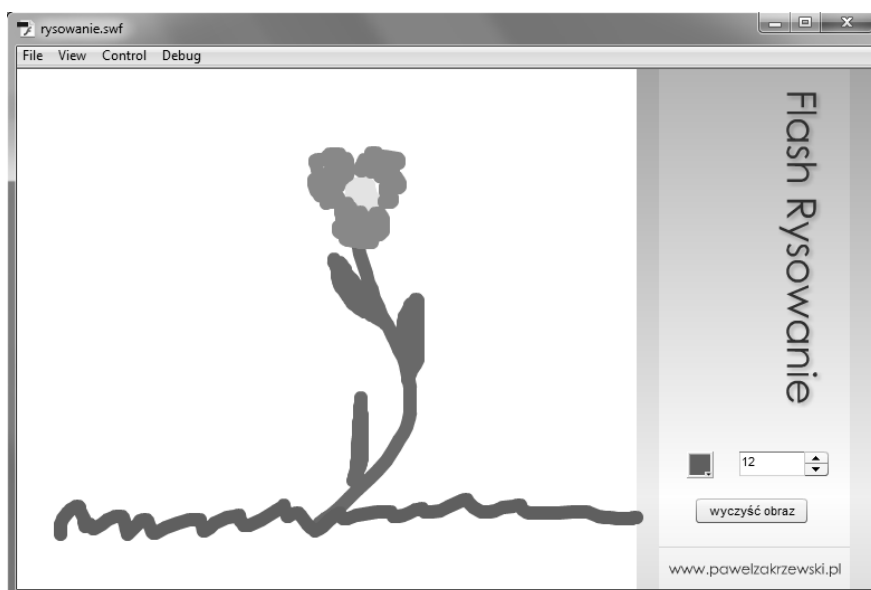 rysowanie.swf
File View Control Debug
Flash Rysowanie
12
wyczyść obraz
www.pawelzakrzewski.pl